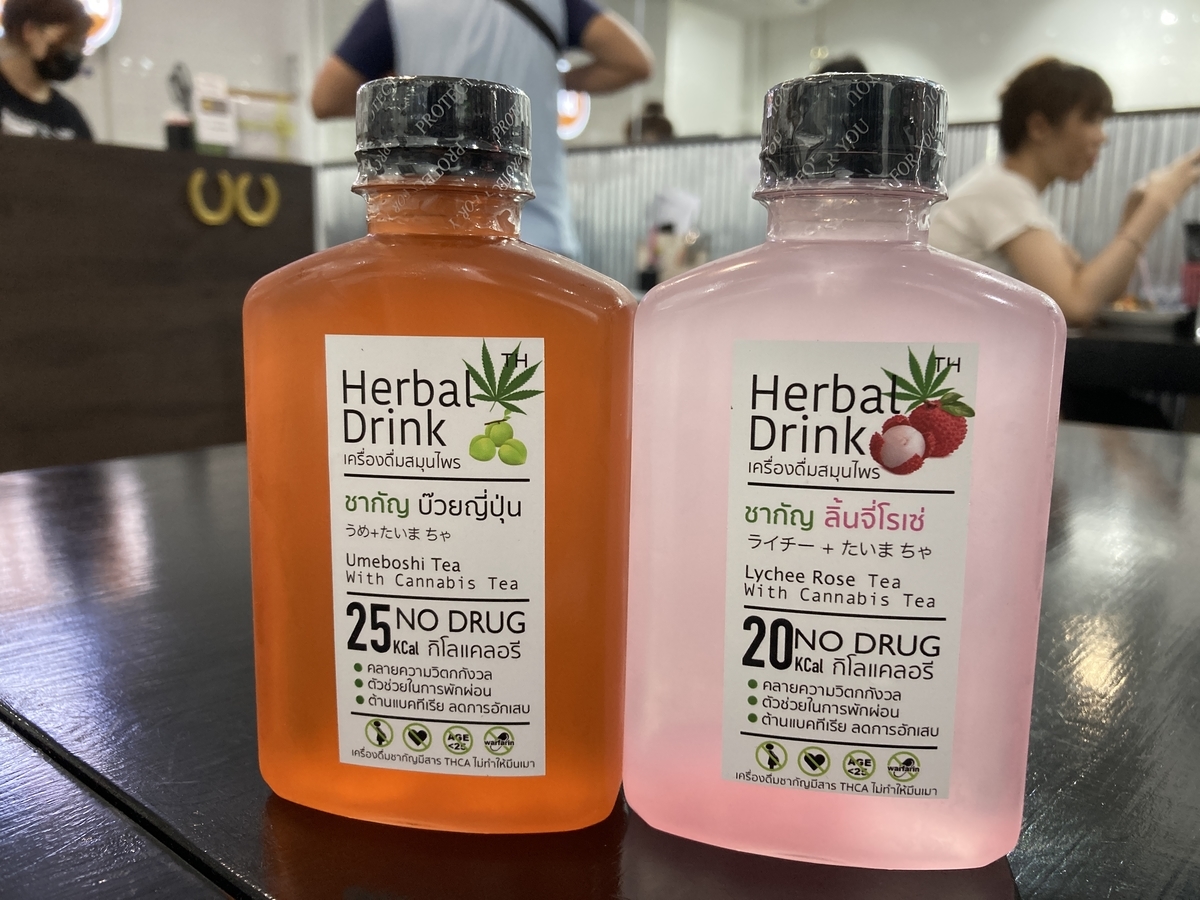 PROTECT
PROTECT
FOR YOU
FOR YOU
TH
Herbal
Drink
เครื่องดื่มสมุนไพร
ชากัญ บ๊วยญี่ปุ่น
うめ+たいま ちゃ
Umeboshi Tea
With Cannabis Tea
25 NO DRUG
KCal กิโลแคลอรี
คลายความวิตกกังวล
ตัวช่วยในการพักผ่อน
ต้านแบคทีเรีย ลดการอักเสบ
AGE
<25
warfarin
เครื่องดื่มชากัญมีสาร THCA ไม่ทำให้มึนเมา
TH
Herbal
Drink
เครื่องดื่มสมุนไพร
ชากัญ ลิ้นจี่โรเซ่
ライチー + たいま ちゃ
Lychee Rose Tea
With Cannabis Tea
20 NO DRUG
KCal กิโลแคลอรี
คลายความวิตกกังวล
ตัวช่วยในการพักผ่อน
ต้านแบคทีเรีย ลดการอักเสบ
AGE
<25
warfarin
เครื่องดื่มชากัญมีสาร THCA ไม่ทำให้มึนเมา